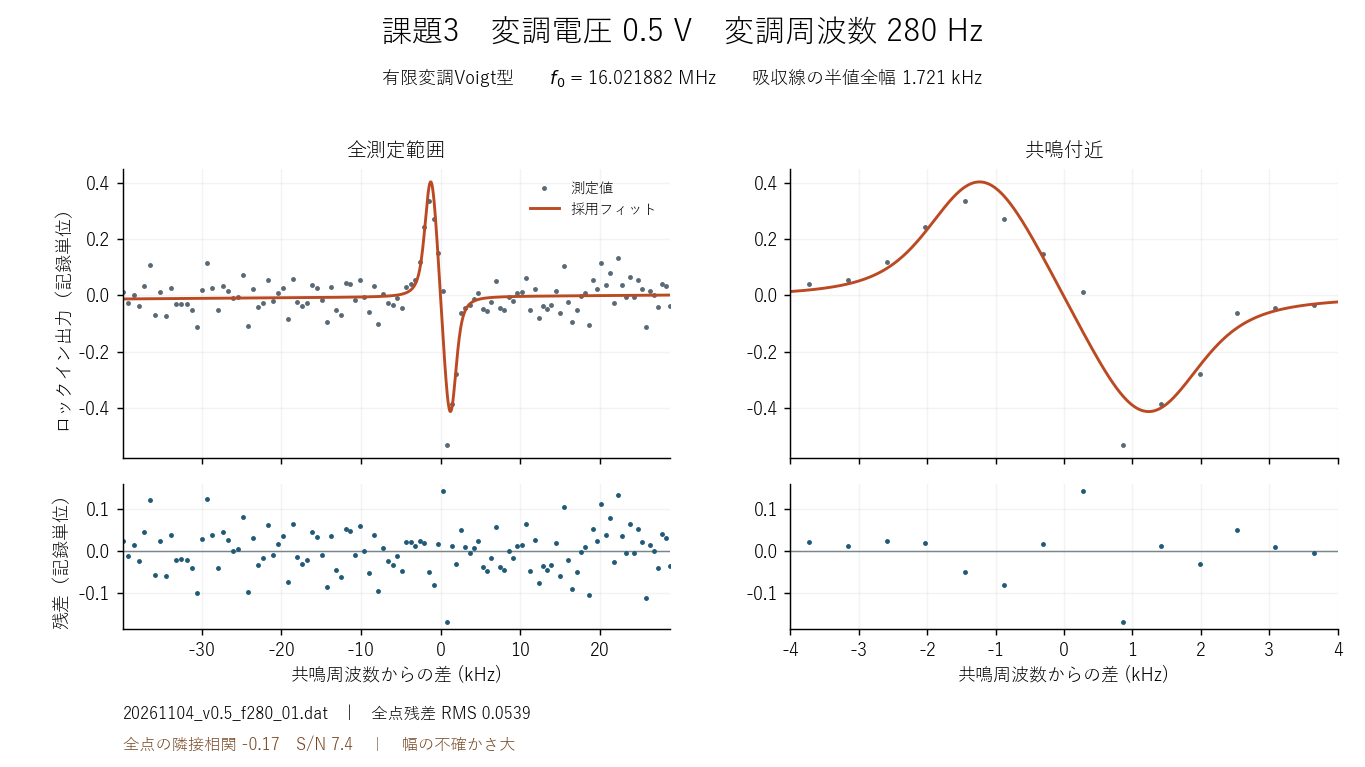 課題3　変調電圧 0.5 V　変調周波数 280 Hz
有限変調Voigt型　　f₀ = 16.021882 MHz　　吸収線の半値全幅 1.721 kHz
全測定範囲
ロックイン出力（記録単位）
0.4
0.2
0.0
-0.2
-0.4
測定値
採用フィット
共鳴付近
0.4
0.2
0.0
-0.2
-0.4
残差（記録単位）
0.1
0.0
-0.1
-30 -20 -10 0 10 20
共鳴周波数からの差 (kHz)
0.1
0.0
-0.1
-4 -3 -2 -1 0 1 2 3 4
共鳴周波数からの差 (kHz)
20261104_v0.5_f280_01.dat　|　全点残差 RMS 0.0539
全点の隣接相関 -0.17　S/N 7.4　|　幅の不確かさ大